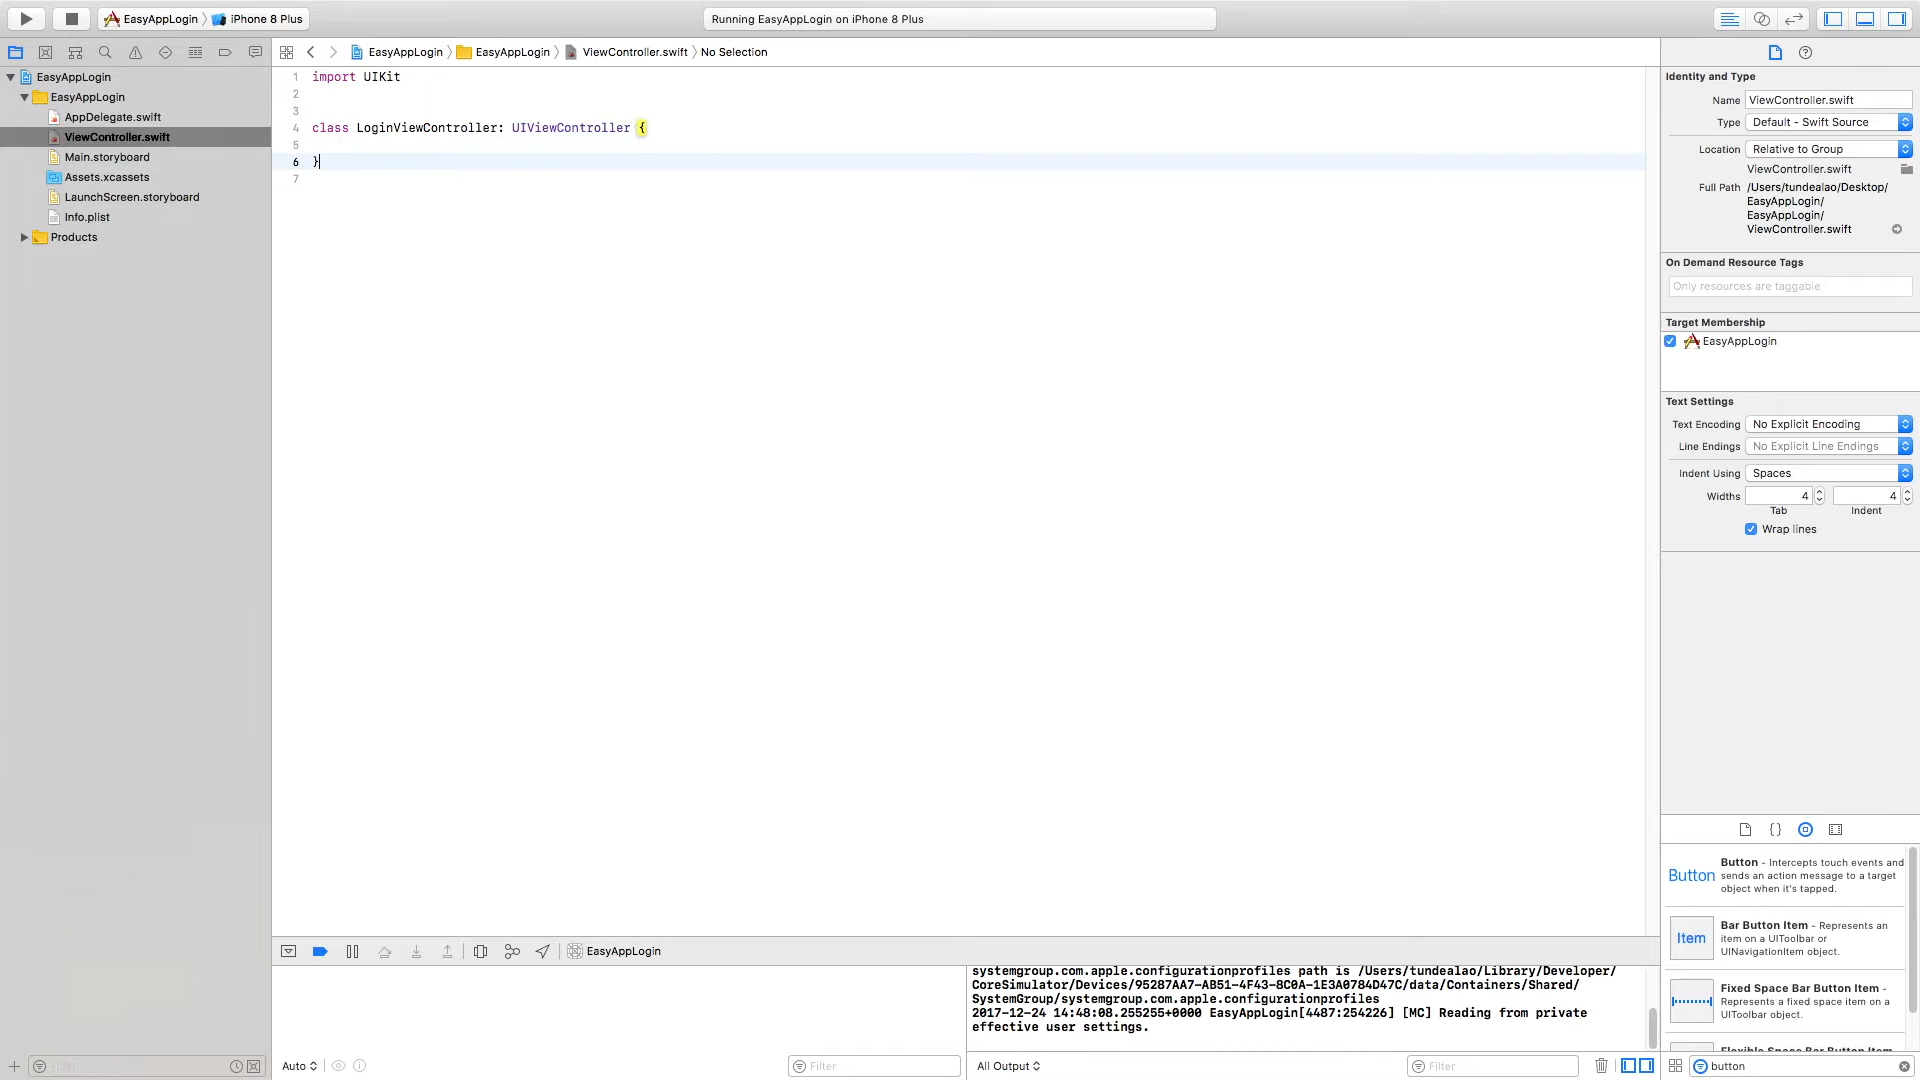 EasyAppLogin iPhone 8 Plus
Running EasyAppLogin on iPhone 8 Plus
EasyAppLogin EasyAppLogin ViewController.swift No Selection
EasyAppLogin
EasyAppLogin
AppDelegate.swift
ViewController.swift
Main.storyboard
Assets.xcassets
LaunchScreen.storyboard
Info.plist
Products
Filter
1 import UIKit
2
3
4 class LoginViewController: UIViewController {
5
6 }
7
EasyAppLogin
Auto
Filter
systemgroup.com.apple.configurationprofiles path is /Users/tundealao/Library/Developer/
CoreSimulator/Devices/95287AA7-AB51-4F43-8C0A-1E3A0784D47C/data/Containers/Shared/
SystemGroup/systemgroup.com.apple.configurationprofiles
2017-12-24 14:48:08.255255+0000 EasyAppLogin[4487:254226] [MC] Reading from private
effective user settings.
All Output
Filter
Identity and Type
Name ViewController.swift
Type Default - Swift Source
Location Relative to Group
ViewController.swift
Full Path /Users/tundealao/Desktop/
EasyAppLogin/
EasyAppLogin/
ViewController.swift
On Demand Resource Tags
Only resources are taggable
Target Membership
EasyAppLogin
Text Settings
Text Encoding No Explicit Encoding
Line Endings No Explicit Line Endings
Indent Using Spaces
Widths 4 4
Tab Indent
Wrap lines
Button
Button - Intercepts touch events and
sends an action message to a target
object when it's tapped.
Item
Bar Button Item - Represents an
item on a UIToolbar or
UINavigationItem object.
Fixed Space Bar Button Item -
Represents a fixed space item on a
UIToolbar object.
Flexible Space Bar Button Item
button